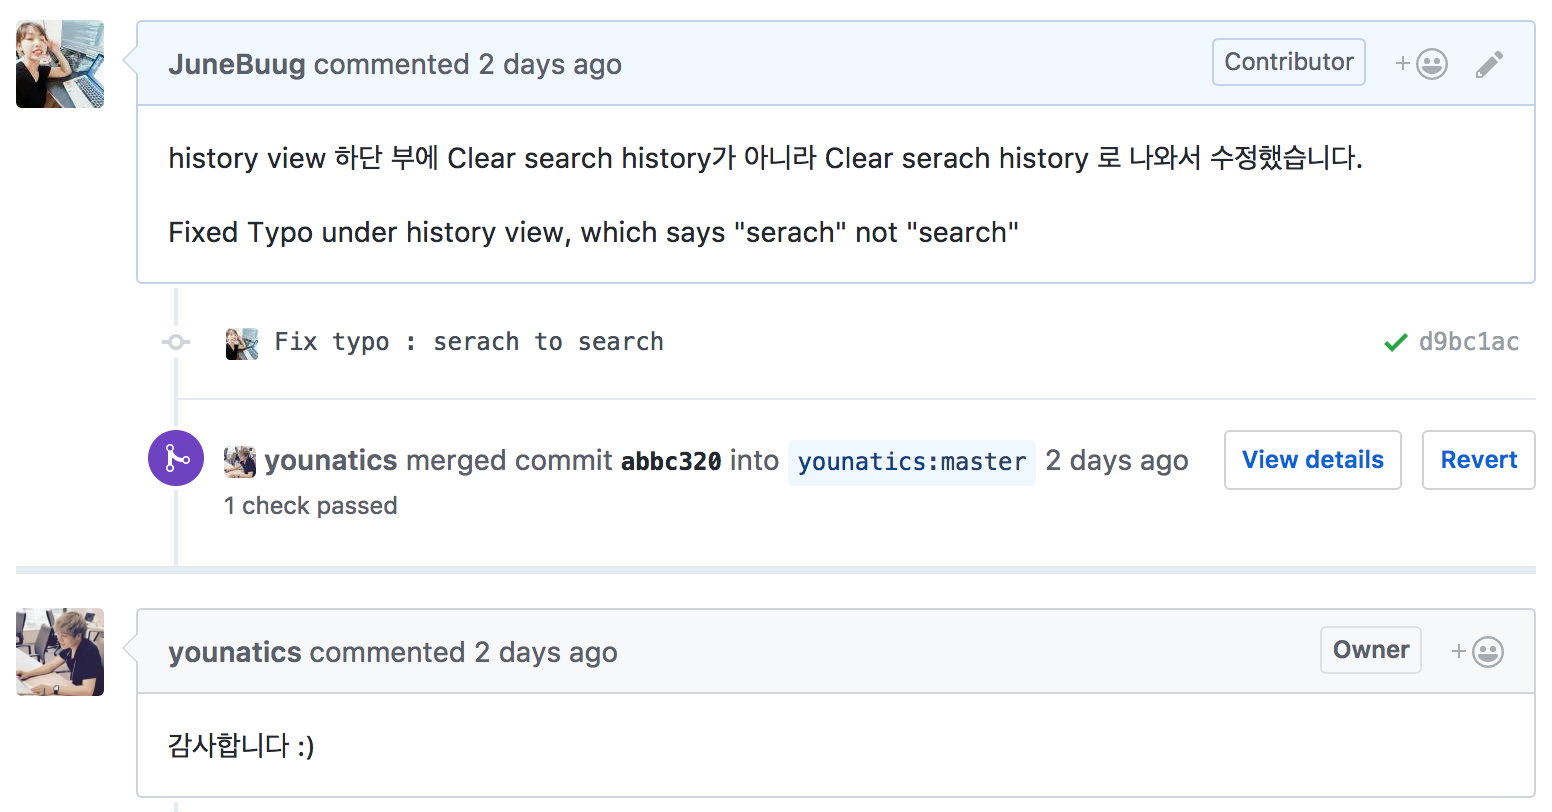 JuneBuug commented 2 days ago
Contributor
history view 하단 부에 Clear search history가 아니라 Clear serach history 로 나와서 수정했습니다.
Fixed Typo under history view, which says "serach" not "search"
Fix typo : serach to search
d9bc1ac
younatics merged commit abbc320 into younatics:master 2 days ago
View details
Revert
1 check passed
younatics commented 2 days ago
Owner
감사합니다 :)